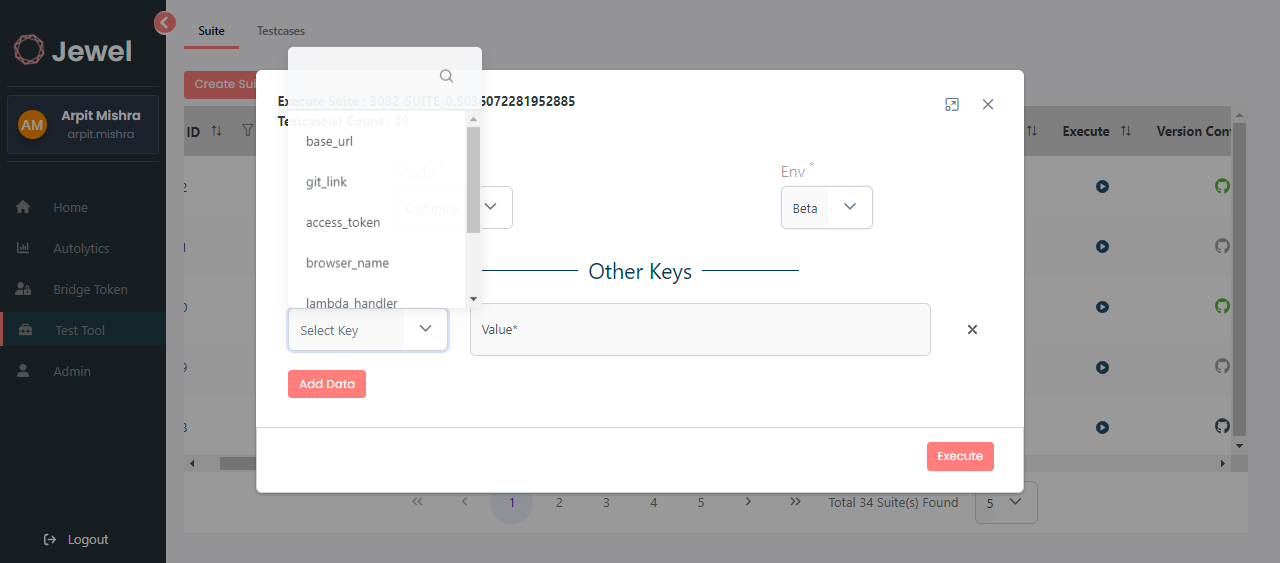 Jewel
AM
Arpit Mishra
arpit.mishra
Home
Autolytics
Bridge Token
Test Tool
Admin
Logout
Suite
Testcases
Create Sui
ID
Execute
Version Con
Execute Suite : 3082-SUITE_0.5035072281952885
Testcase(s) Count : 10
Mode *
Optimize
Env *
Beta
base_url
git_link
access_token
browser_name
lambda_handler
Other Keys
Select Key
Value*
Add Data
Execute
1
2
3
4
5
Total 34 Suite(s) Found
5